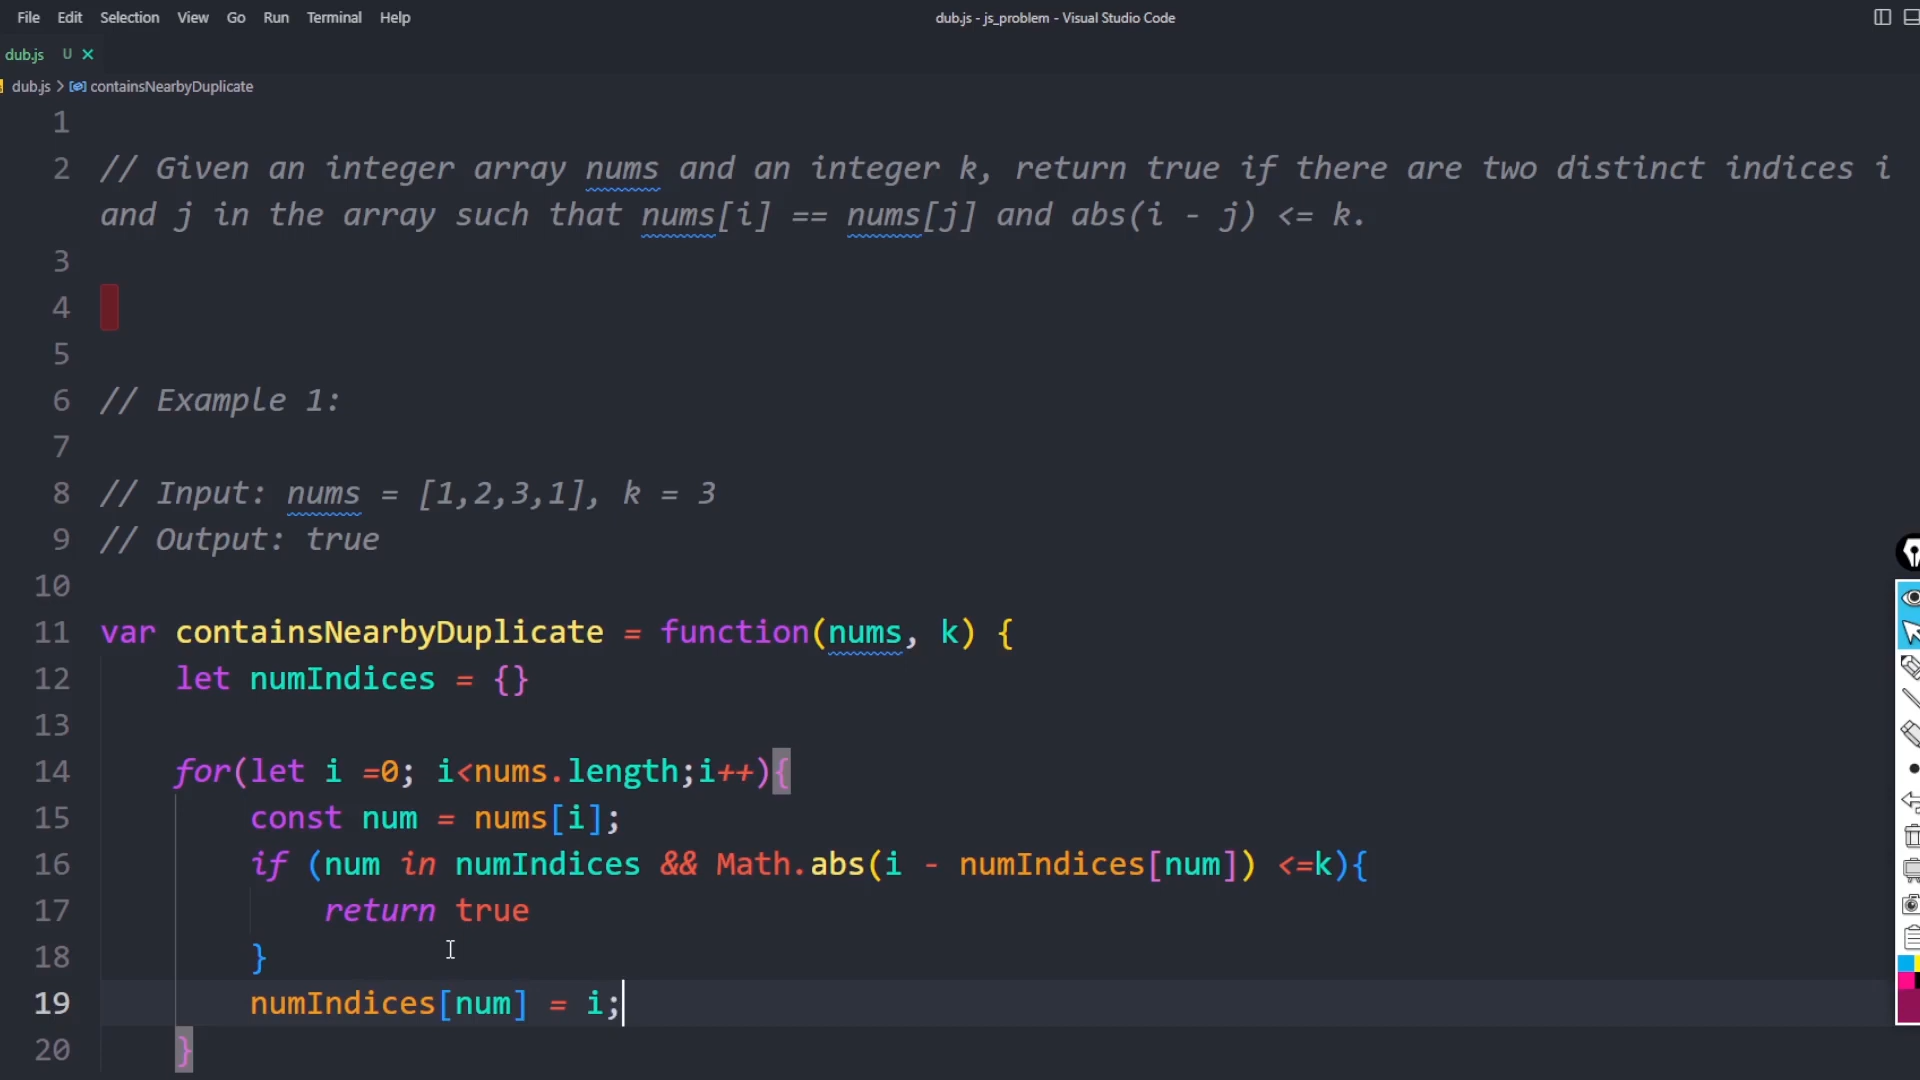 File Edit Selection View Go Run Terminal Help
dub.js - js_problem - Visual Studio Code
dub.js U
dub.js > containsNearbyDuplicate
1
2 // Given an integer array nums and an integer k, return true if there are two distinct indices i
and j in the array such that nums[i] == nums[j] and abs(i - j) <= k.
3
4
5
6 // Example 1:
7
8 // Input: nums = [1,2,3,1], k = 3
9 // Output: true
10
11 var containsNearbyDuplicate = function(nums, k) {
12 let numIndices = {}
13
14 for(let i =0; i<nums.length;i++){
15 const num = nums[i];
16 if (num in numIndices && Math.abs(i - numIndices[num]) <=k){
17 return true
18 }
19 numIndices[num] = i;
20 }